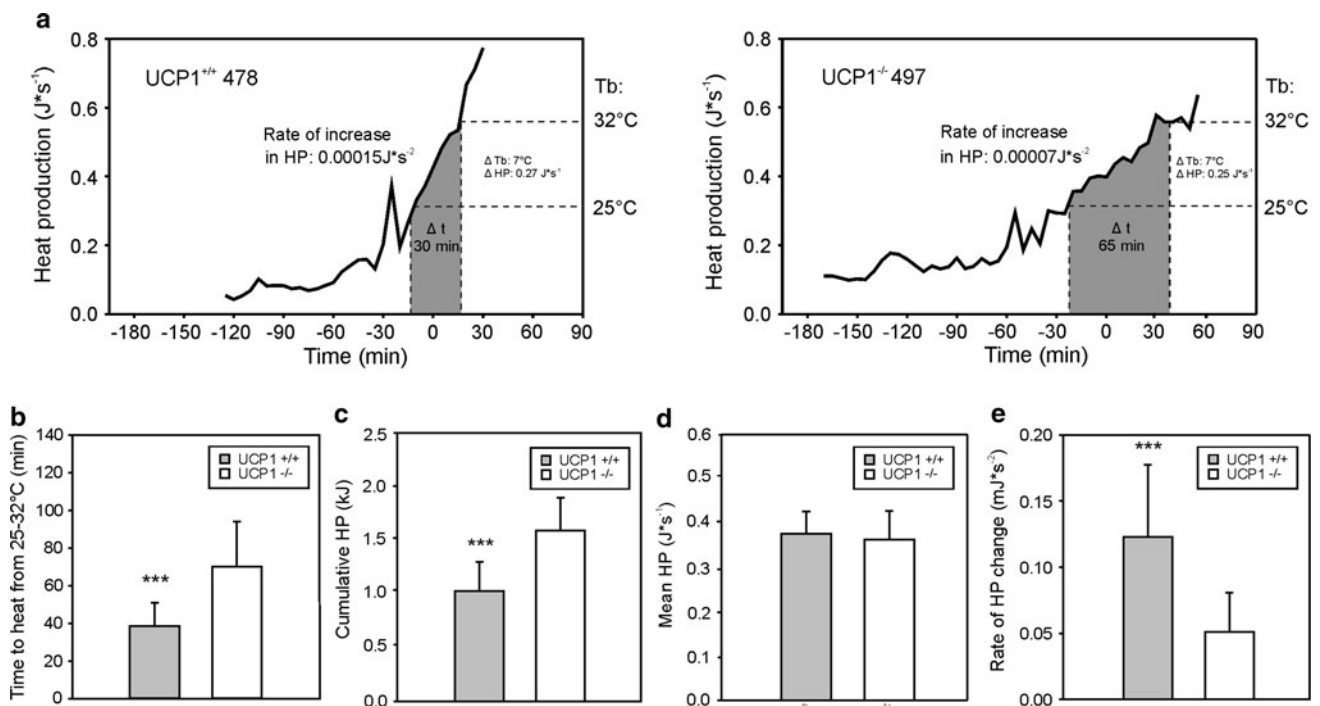 a
0.8
0.6
0.4
0.2
0.0
Heat production (J*s⁻¹)
UCP1⁺/⁺ 478
Rate of increase
in HP: 0.00015J*s⁻²
Δ t
30 min
Δ Tb: 7°C
Δ HP: 0.27 J*s⁻¹
Tb:
32°C
25°C
-180 -150 -120 -90 -60 -30 0 30 60 90
Time (min)
0.8
0.6
0.4
0.2
0.0
Heat production (J*s⁻¹)
UCP1⁻/⁻ 497
Rate of increase
in HP: 0.00007J*s⁻²
Δ t
65 min
Δ Tb: 7°C
Δ HP: 0.25 J*s⁻¹
Tb:
32°C
25°C
-180 -150 -120 -90 -60 -30 0 30 60 90
Time (min)
b
140
120
100
80
60
40
20
0
Time to heat from 25-32°C (min)
UCP1 +/+
UCP1 -/-
***
c
2.5
2.0
1.5
1.0
0.5
0.0
Cumulative HP (kJ)
UCP1 +/+
UCP1 -/-
***
d
0.6
0.5
0.4
0.3
0.2
0.1
0.0
Mean HP (J*s⁻¹)
UCP1 +/+
UCP1 -/-
e
0.20
0.15
0.10
0.05
0.00
Rate of HP change (mJ*s⁻²)
UCP1 +/+
UCP1 -/-
***